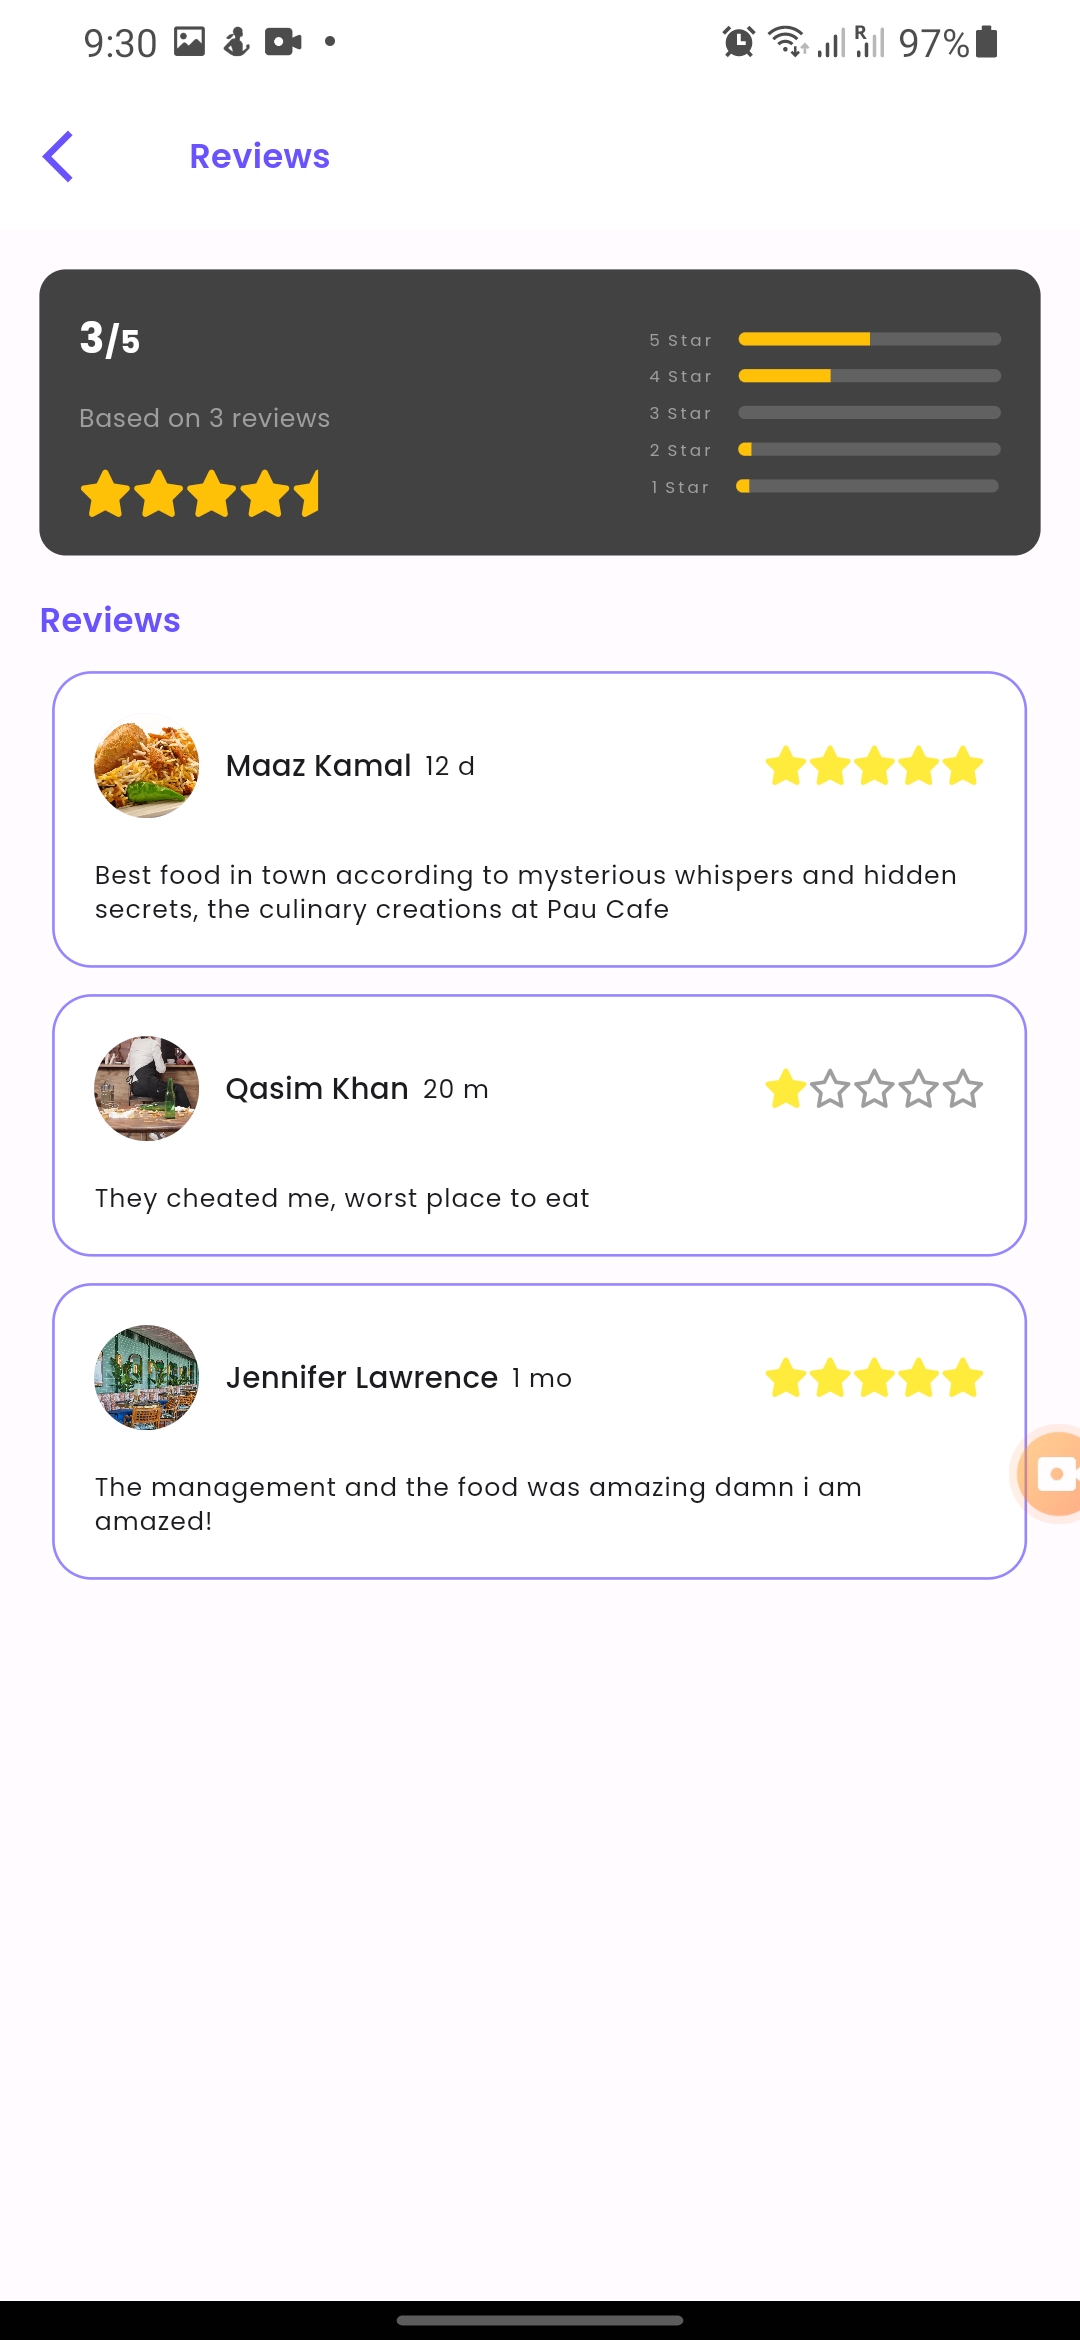 9:30
R 97%
Reviews
3/5
Based on 3 reviews
5 Star
4 Star
3 Star
2 Star
1 Star
Reviews
Maaz Kamal 12 d
Best food in town according to mysterious whispers and hidden
secrets, the culinary creations at Pau Cafe
Qasim Khan 20 m
They cheated me, worst place to eat
Jennifer Lawrence 1 mo
The management and the food was amazing damn i am
amazed!